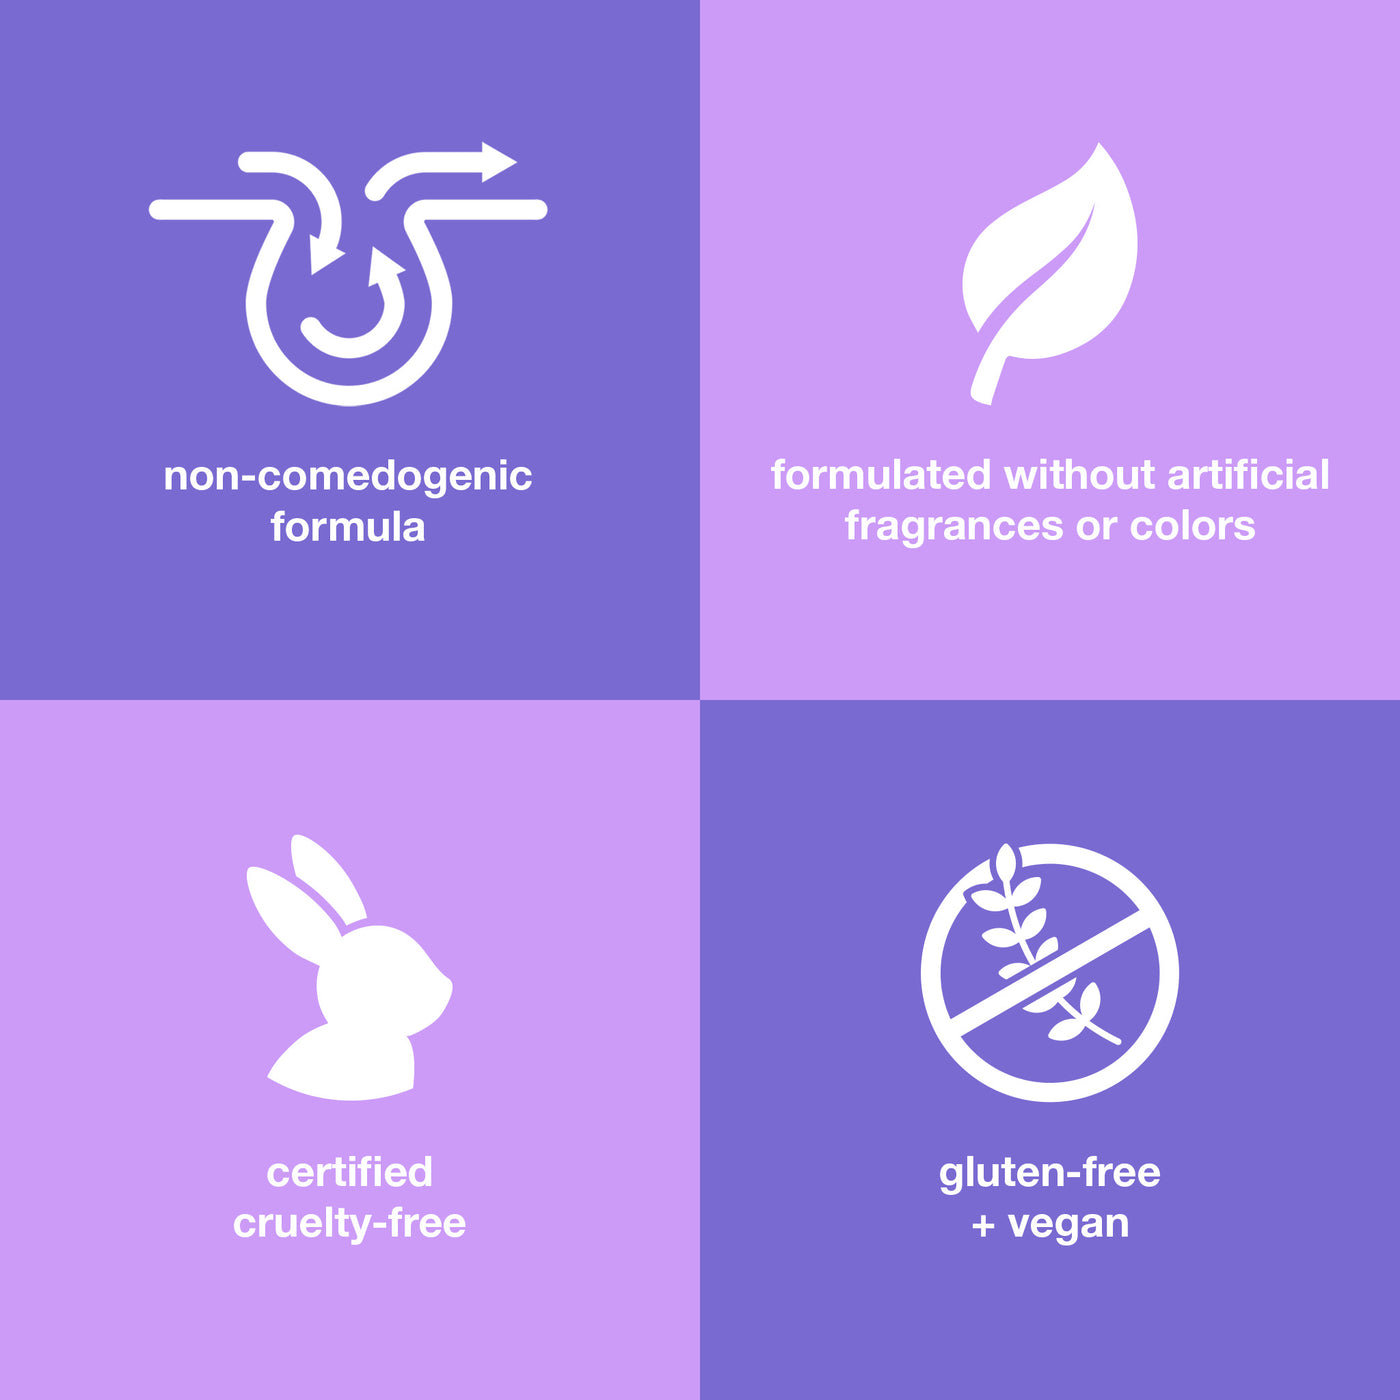 non-comedogenic
formula
formulated without artificial
fragrances or colors
certified
cruelty-free
gluten-free
+ vegan